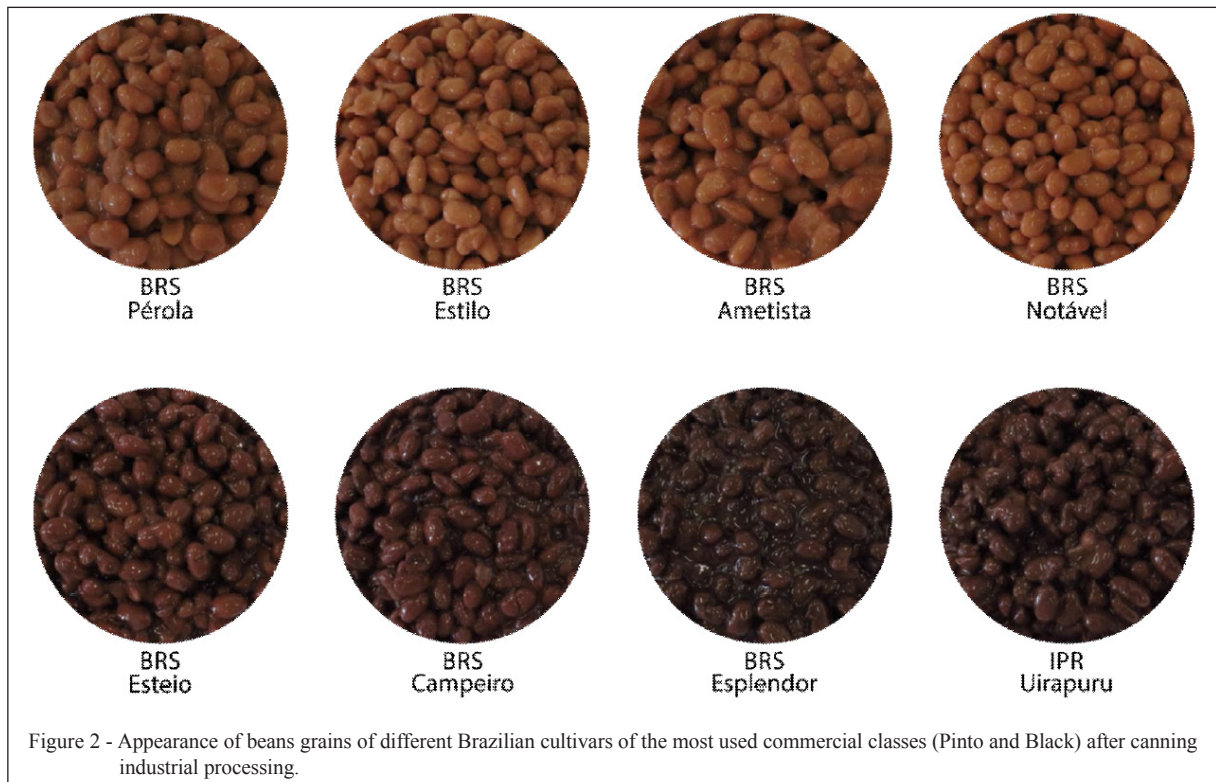 BRS
Pérola
BRS
Estilo
BRS
Ametista
BRS
Notável
BRS
Esteio
BRS
Campeiro
BRS
Esplendor
IPR
Uirapuru
Figure 2 - Appearance of beans grains of different Brazilian cultivars of the most used commercial classes (Pinto and Black) after canning
industrial processing.